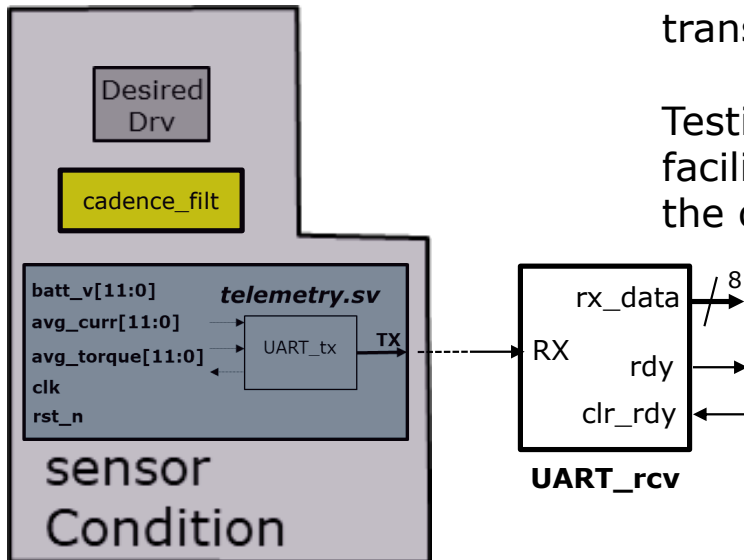 trans
Testi
facili
the
Desired
Drv
cadence_filt
batt_v[11:0]
telemetry.sv
avg_curr[11:0]
avg_torque[11:0]
clk
rst_n
UART_tx
TX
RX
rx_data
8
rdy
clr_rdy
UART_rcv
sensor
Condition